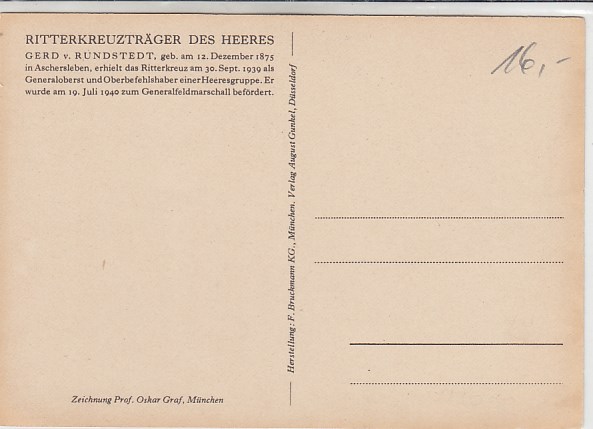 RITTERKREUZTRÄGER DES HEERES
GERD v. RUNDSTEDT, geb. am 12. Dezember 1875
in Aschersleben, erhielt das Ritterkreuz am 30. Sept. 1939 als
Generaloberst und Oberbefehlshaber einer Heeresgruppe. Er
wurde am 19. Juli 1940 zum Generalfeldmarschall befördert.
Zeichnung Prof. Oskar Graf, München
Herstellung: F. Bruckmann KG., München. Verlag August Gunkel, Düsseldorf
16,-